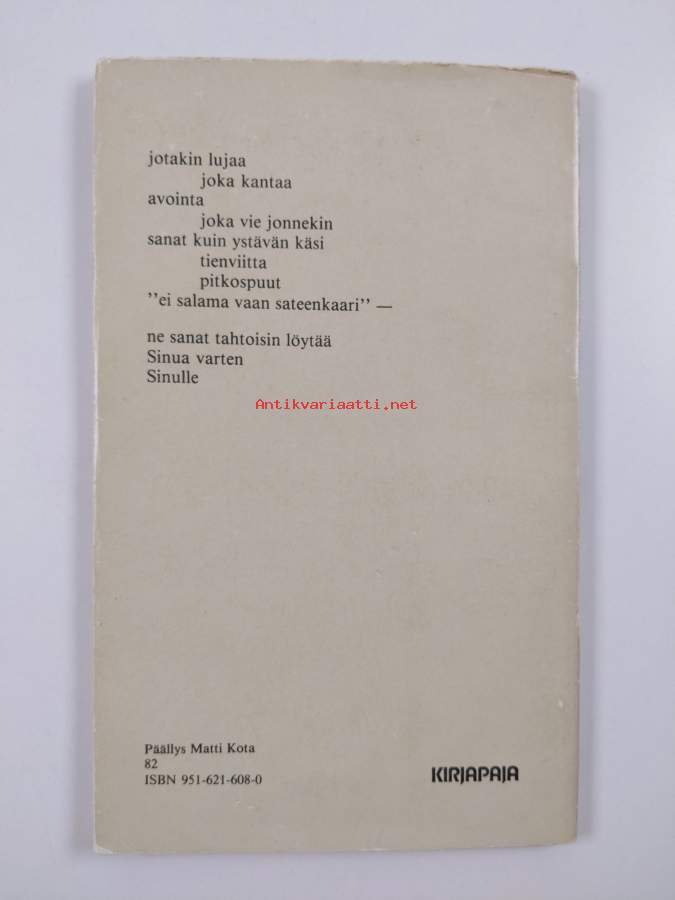 jotakin lujaa
joka kantaa
avointa
joka vie jonnekin
sanat kuin ystävän käsi
tienviitta
pitkospuut
”ei salama vaan sateenkaari” —
ne sanat tahtoisin löytää
Sinua varten
Sinulle
Antikvariaatti.net
Päällys Matti Kota
82
ISBN 951-621-608-0
KIRJAPAJA